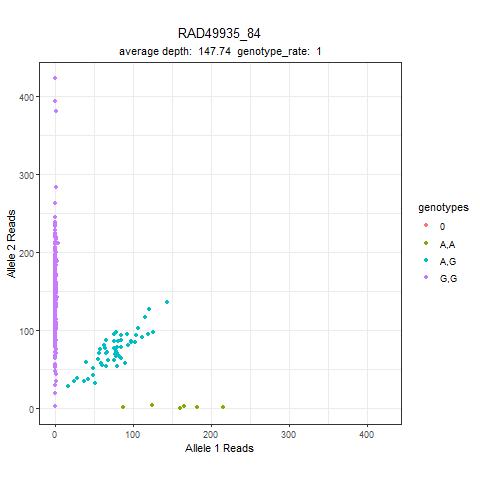 RAD49935_84
average depth: 147.74 genotype_rate: 1
Allele 2 Reads
400
300
200
100
0
0 100 200 300 400
Allele 1 Reads
genotypes
0
A,A
A,G
G,G